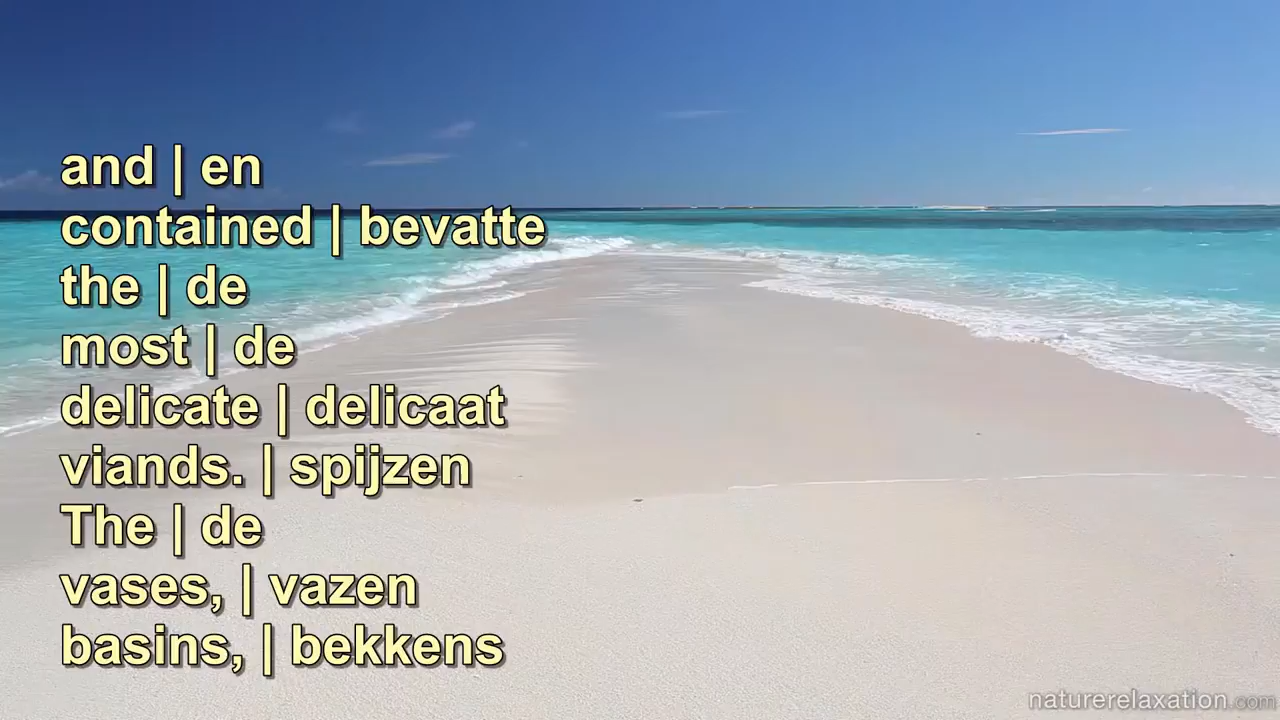 and | en
contained | bevatte
the | de
most | de
delicate | delicaat
viands. | spijzen
The | de
vases, | vazen
basins, | bekkens
naturerelaxation.com